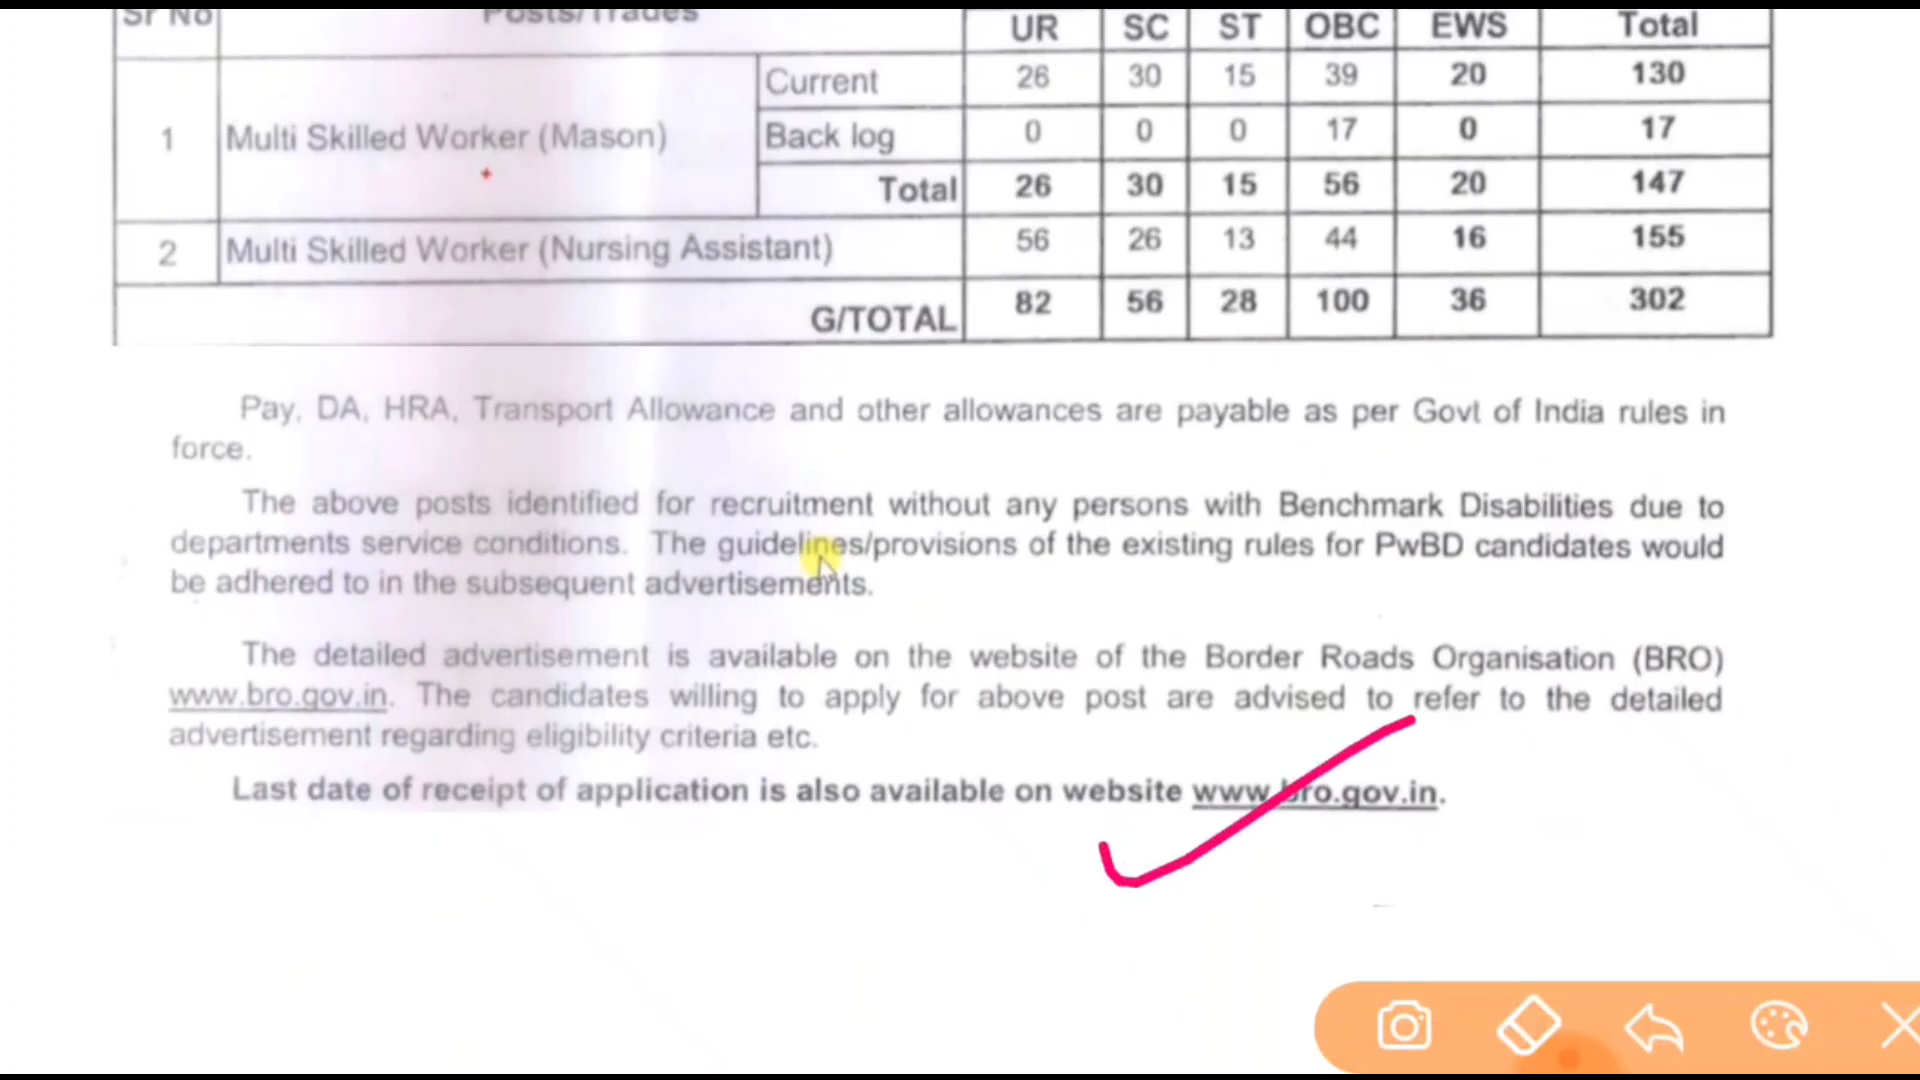 Sr No Posts/Trades UR SC ST OBC EWS Total
Current 26 30 15 39 20 130
1 Multi Skilled Worker (Mason) Back log 0 0 0 17 0 17
Total 26 30 15 56 20 147
2 Multi Skilled Worker (Nursing Assistant) 56 26 13 44 16 155
G/TOTAL 82 56 28 100 36 302
Pay, DA, HRA, Transport Allowance and other allowances are payable as per Govt of India rules in
force.
The above posts identified for recruitment without any persons with Benchmark Disabilities due to
departments service conditions. The guidelines/provisions of the existing rules for PwBD candidates would
be adhered to in the subsequent advertisements.
The detailed advertisement is available on the website of the Border Roads Organisation (BRO)
www.bro.gov.in. The candidates willing to apply for above post are advised to refer to the detailed
advertisement regarding eligibility criteria etc.
Last date of receipt of application is also available on website www.bro.gov.in.